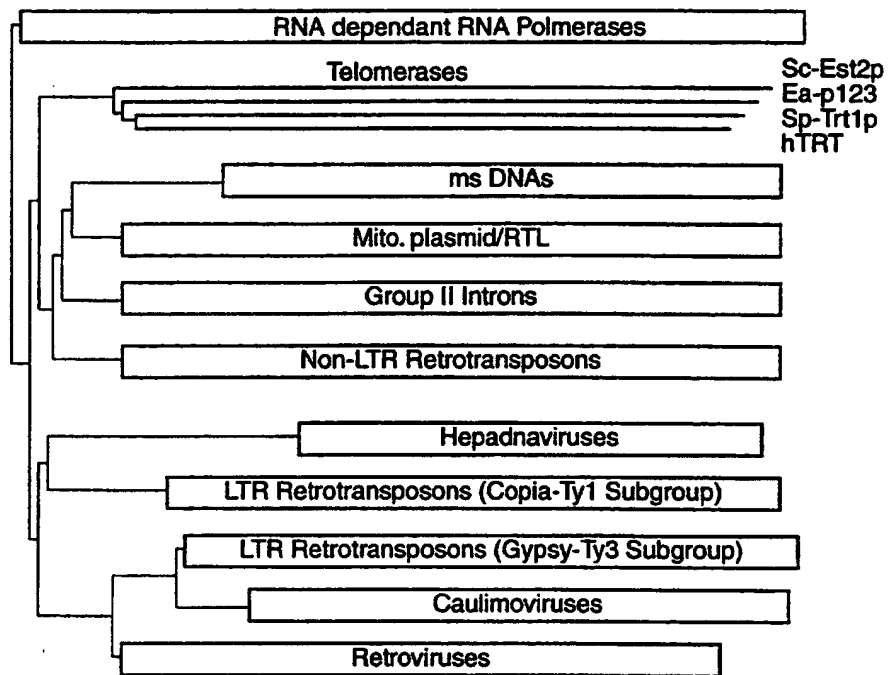 RNA dependant RNA Polmerases
Telomerases
Sc-Est2p
Ea-p123
Sp-Trt1p
hTRT
ms DNAs
Mito. plasmid/RTL
Group II Introns
Non-LTR Retrotransposons
Hepadnaviruses
LTR Retrotransposons (Copia-Ty1 Subgroup)
LTR Retrotransposons (Gypsy-Ty3 Subgroup)
Caulimoviruses
Retroviruses